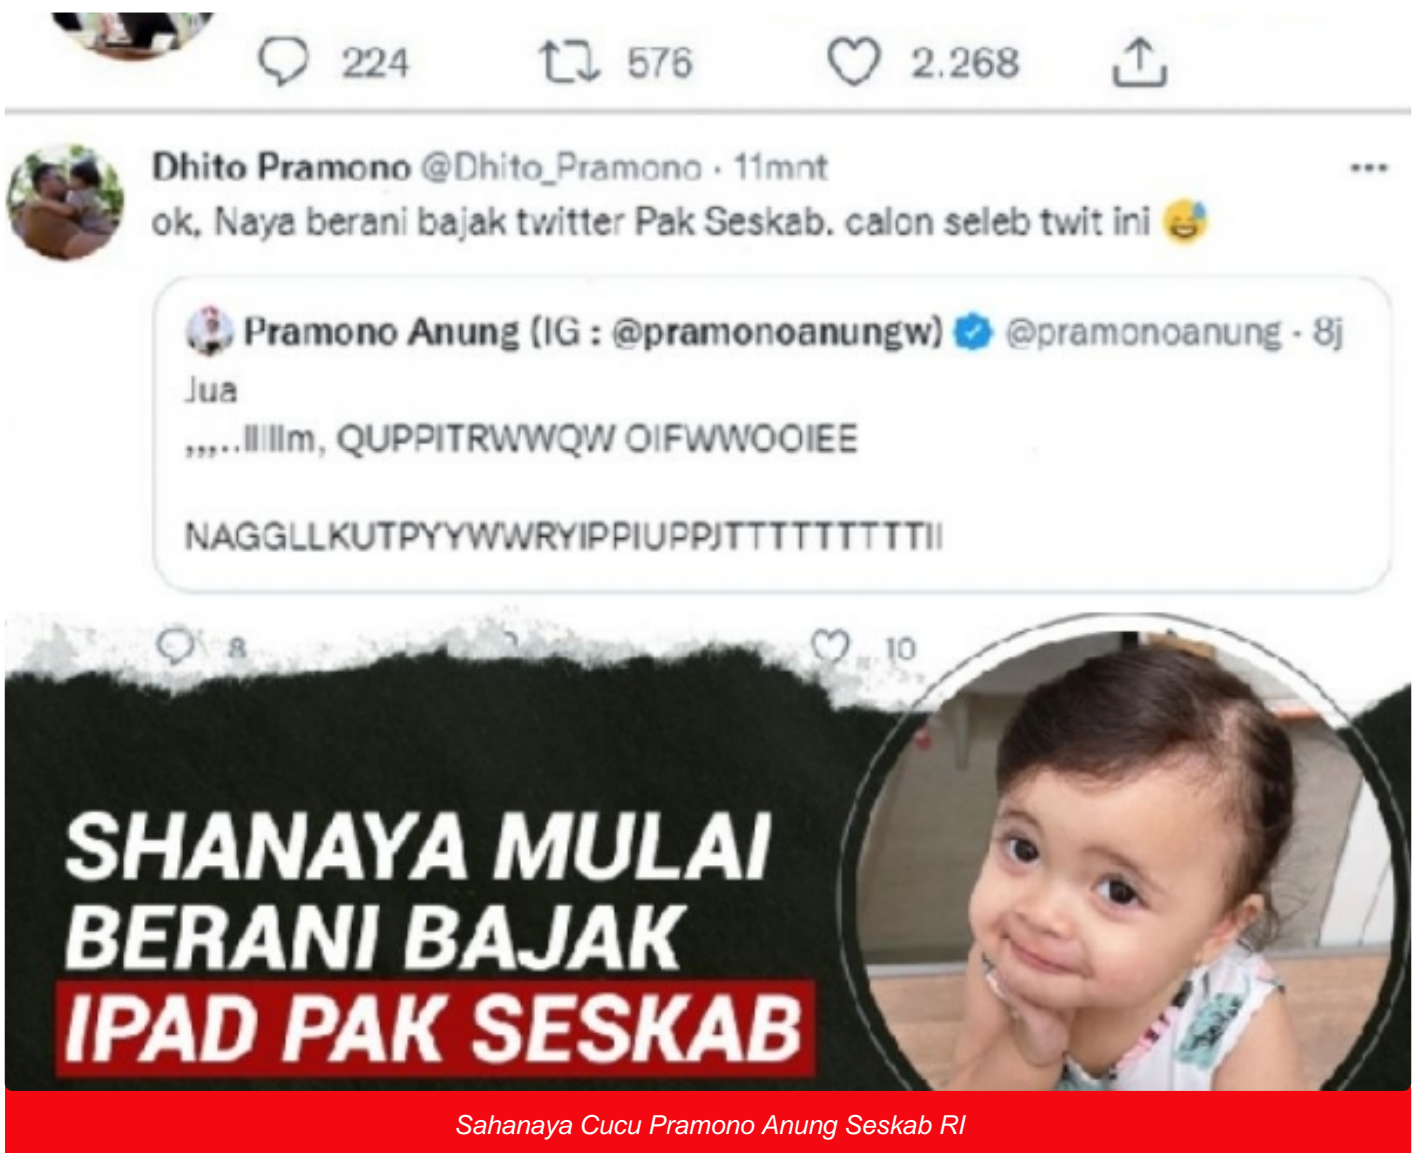 224 576 2.268
Dhito Pramono @Dhito_Pramono · 11mnt
ok, Naya berani bajak twitter Pak Seskab. calon seleb twit ini 😅
Pramono Anung (IG : @pramonoanungw) @pramonoanung · 8j
Jua
,,,..llllllm, QUPPITRWWQW OIFWWOOIEE
NAGGLLKUTPYYWWRYIPPIUPPJTTTTTTTTTTII
8 10
SHANAYA MULAI
BERANI BAJAK
IPAD PAK SESKAB
Sahanaya Cucu Pramono Anung Seskab RI